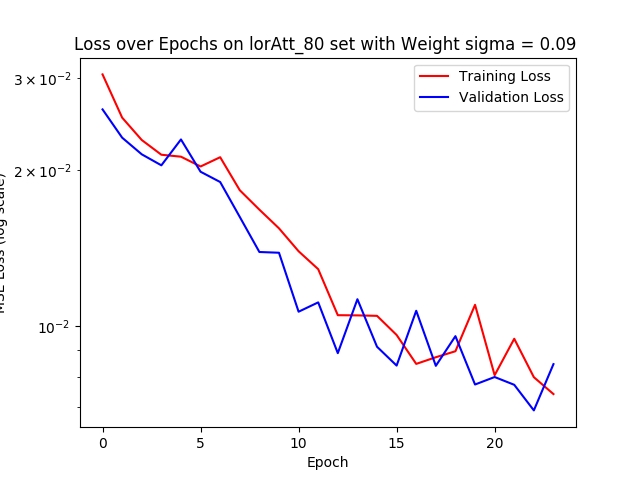 Loss over Epochs on lorAtt_80 set with Weight sigma = 0.09
Training Loss
Validation Loss
3 × 10⁻²
2 × 10⁻²
10⁻²
MSE Loss (log scale)
0 5 10 15 20
Epoch